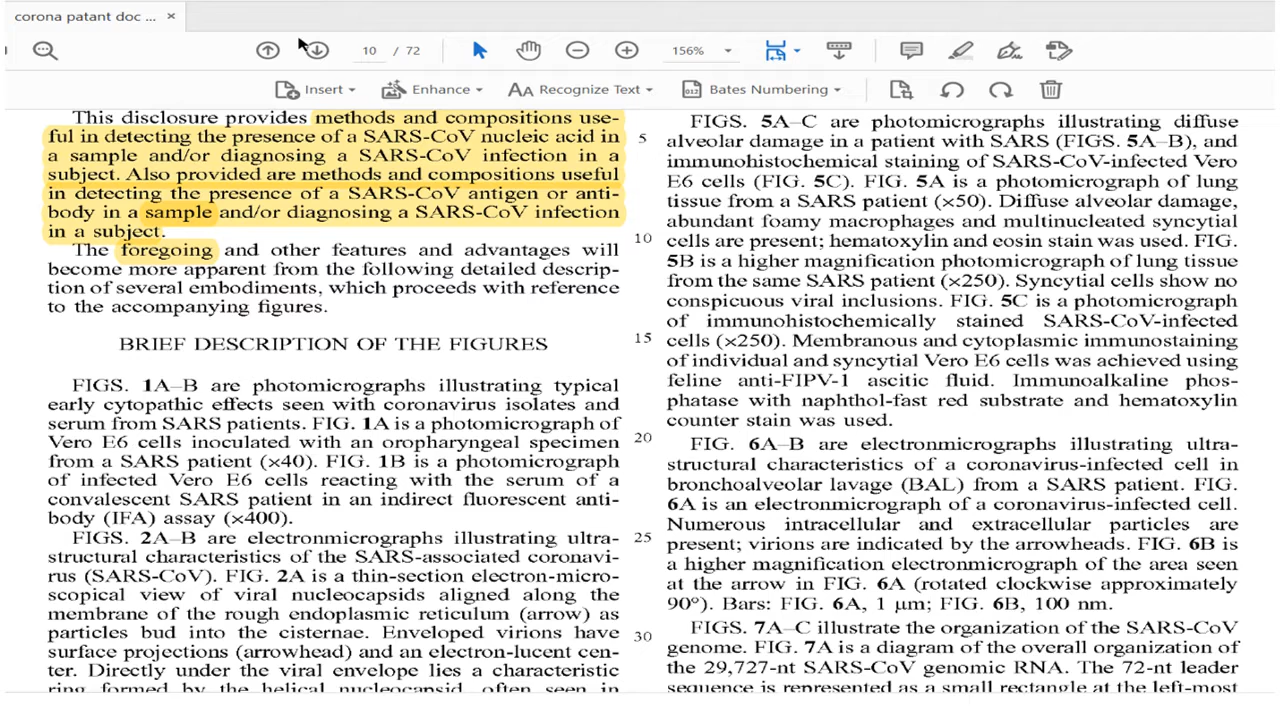 corona patant doc ... ×
10 / 72
156%
Insert
Enhance
Recognize Text
Bates Numbering
This disclosure provides methods and compositions use-
ful in detecting the presence of a SARS-CoV nucleic acid in
a sample and/or diagnosing a SARS-CoV infection in a
subject. Also provided are methods and compositions useful
in detecting the presence of a SARS-CoV antigen or anti-
body in a sample and/or diagnosing a SARS-CoV infection
in a subject.
The foregoing and other features and advantages will
become more apparent from the following detailed descrip-
tion of several embodiments, which proceeds with reference
to the accompanying figures.
BRIEF DESCRIPTION OF THE FIGURES
FIGS. 1A–B are photomicrographs illustrating typical
early cytopathic effects seen with coronavirus isolates and
serum from SARS patients. FIG. 1A is a photomicrograph of
Vero E6 cells inoculated with an oropharyngeal specimen
from a SARS patient (×40). FIG. 1B is a photomicrograph
of infected Vero E6 cells reacting with the serum of a
convalescent SARS patient in an indirect fluorescent anti-
body (IFA) assay (×400).
FIGS. 2A–B are electronmicrographs illustrating ultra-
structural characteristics of the SARS-associated coronavi-
rus (SARS-CoV). FIG. 2A is a thin-section electron-micro-
scopical view of viral nucleocapsids aligned along the
membrane of the rough endoplasmic reticulum (arrow) as
particles bud into the cisternae. Enveloped virions have
surface projections (arrowhead) and an electron-lucent cen-
ter. Directly under the viral envelope lies a characteristic
ring formed by the helical nucleocapsid, often seen in
5
10
15
20
25
30
FIGS. 5A–C are photomicrographs illustrating diffuse
alveolar damage in a patient with SARS (FIGS. 5A–B), and
immunohistochemical staining of SARS-CoV-infected Vero
E6 cells (FIG. 5C). FIG. 5A is a photomicrograph of lung
tissue from a SARS patient (×50). Diffuse alveolar damage,
abundant foamy macrophages and multinucleated syncytial
cells are present; hematoxylin and eosin stain was used. FIG.
5B is a higher magnification photomicrograph of lung tissue
from the same SARS patient (×250). Syncytial cells show no
conspicuous viral inclusions. FIG. 5C is a photomicrograph
of immunohistochemically stained SARS-CoV-infected
cells (×250). Membranous and cytoplasmic immunostaining
of individual and syncytial Vero E6 cells was achieved using
feline anti-FIPV-1 ascitic fluid. Immunoalkaline phos-
phatase with naphthol-fast red substrate and hematoxylin
counter stain was used.
FIG. 6A–B are electronmicrographs illustrating ultra-
structural characteristics of a coronavirus-infected cell in
bronchoalveolar lavage (BAL) from a SARS patient. FIG.
6A is an electronmicrograph of a coronavirus-infected cell.
Numerous intracellular and extracellular particles are
present; virions are indicated by the arrowheads. FIG. 6B is
a higher magnification electronmicrograph of the area seen
at the arrow in FIG. 6A (rotated clockwise approximately
90°). Bars: FIG. 6A, 1 μm; FIG. 6B, 100 nm.
FIGS. 7A–C illustrate the organization of the SARS-CoV
genome. FIG. 7A is a diagram of the overall organization of
the 29,727-nt SARS-CoV genomic RNA. The 72-nt leader
sequence is represented as a small rectangle at the left-most